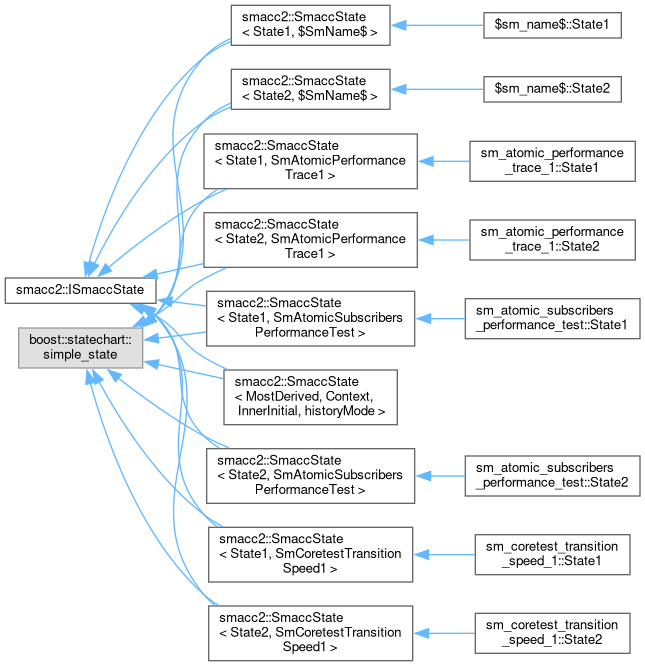 smacc2::SmaccState
< State1, $SmName$ >
$sm_name$::State1
smacc2::SmaccState
< State2, $SmName$ >
$sm_name$::State2
smacc2::SmaccState
< State1, SmAtomicPerformance
Trace1 >
sm_atomic_performance
_trace_1::State1
smacc2::SmaccState
< State2, SmAtomicPerformance
Trace1 >
sm_atomic_performance
_trace_1::State2
smacc2::ISmaccState
smacc2::SmaccState
< State1, SmAtomicSubscribers
PerformanceTest >
sm_atomic_subscribers
_performance_test::State1
boost::statechart::
simple_state
smacc2::SmaccState
< MostDerived, Context,
InnerInitial, historyMode >
smacc2::SmaccState
< State2, SmAtomicSubscribers
PerformanceTest >
sm_atomic_subscribers
_performance_test::State2
smacc2::SmaccState
< State1, SmCoretestTransition
Speed1 >
sm_coretest_transition
_speed_1::State1
smacc2::SmaccState
< State2, SmCoretestTransition
Speed1 >
sm_coretest_transition
_speed_1::State2